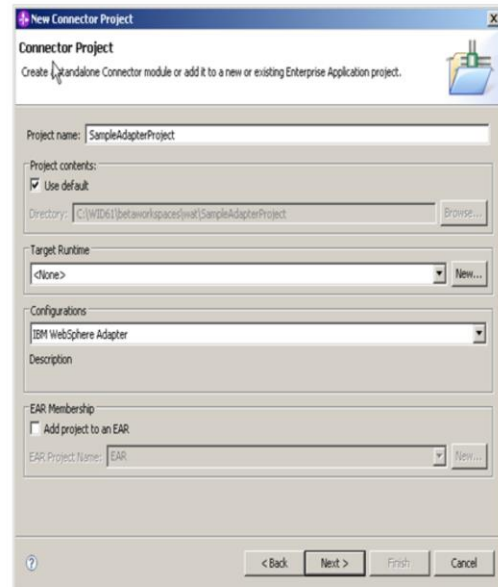 New Connector Project
Connector Project
Create a standalone Connector module or add it to a new or existing Enterprise Application project.
Project name: SampleAdapterProject
Project contents:
Use default
Directory: C:\WID61\betaworkspaces\wat\SampleAdapterProject Browse...
Target Runtime
<None> New...
Configurations
IBM WebSphere Adapter
Description
EAR Membership
Add project to an EAR
EAR Project Name: EAR New...
? < Back Next > Finish Cancel